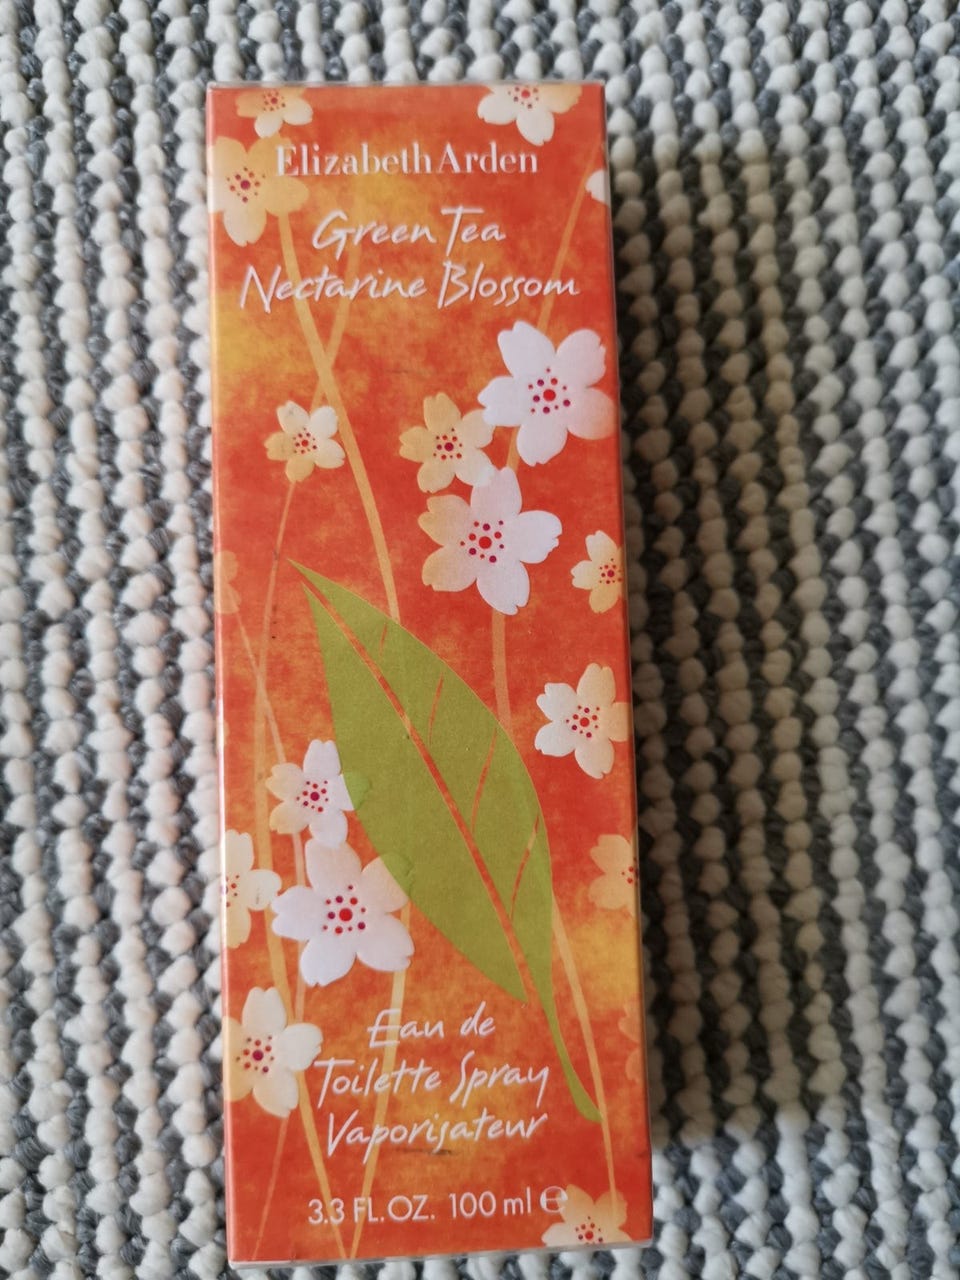 Elizabeth Arden
Green Tea
Nectarine Blossom
Eau de
Toilette Spray
Vaporisateur
3.3 FL. OZ. 100 ml ℮